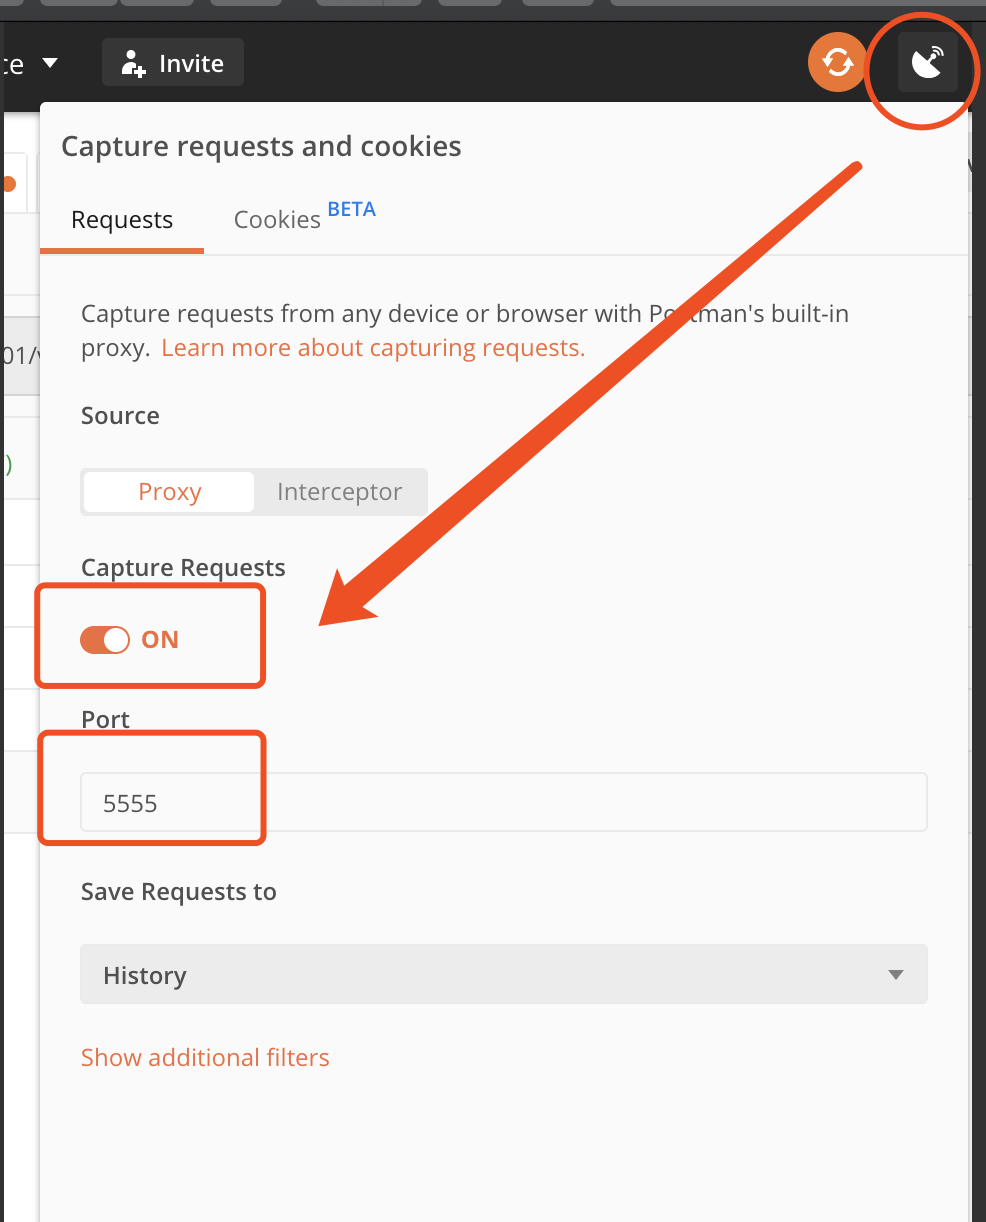 ce
Invite
Capture requests and cookies
Requests
Cookies BETA
Capture requests from any device or browser with Postman's built-in
proxy. Learn more about capturing requests.
01/v
Source
)
Proxy
Interceptor
Capture Requests
ON
Port
5555
Save Requests to
History
Show additional filters